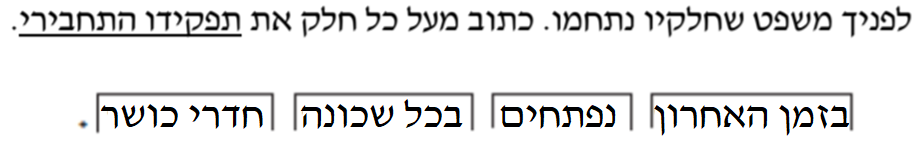 לפניך משפט שחלקיו נתחמו. כתוב מעל כל חלק את תפקידו התחבירי.
בזמן האחרון נפתחים בכל שכונה חדרי כושר.